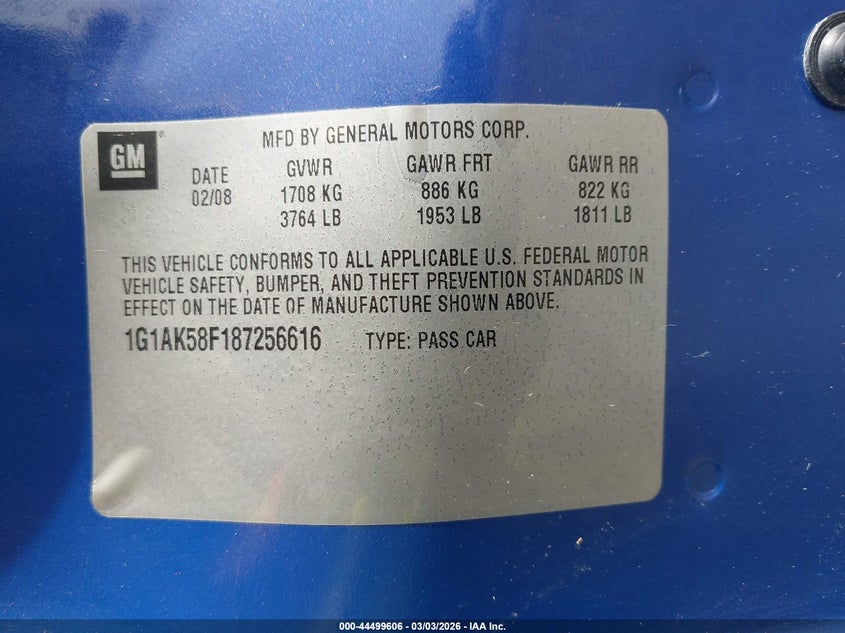 GM
MFD BY GENERAL MOTORS CORP.
DATE GVWR GAWR FRT GAWR RR
02/08 1708 KG 886 KG 822 KG
3764 LB 1953 LB 1811 LB
THIS VEHICLE CONFORMS TO ALL APPLICABLE U.S. FEDERAL MOTOR
VEHICLE SAFETY, BUMPER, AND THEFT PREVENTION STANDARDS IN
EFFECT ON THE DATE OF MANUFACTURE SHOWN ABOVE.
1G1AK58F187256616 TYPE: PASS CAR
000-44499606 - 03/03/2026 - IAA Inc.